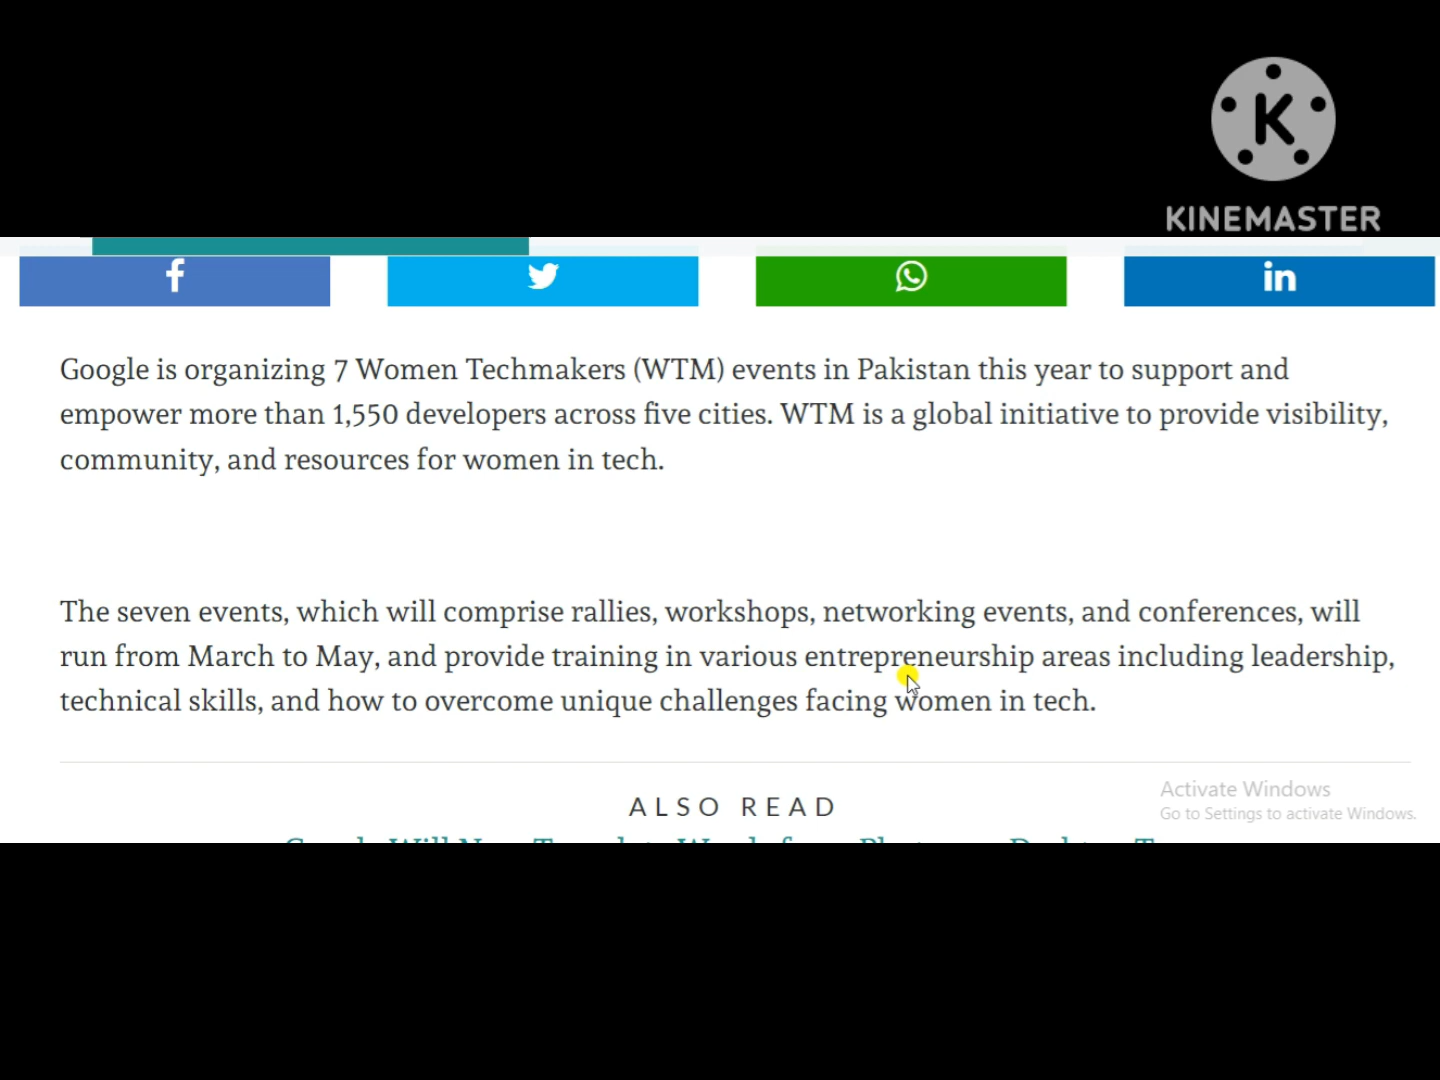 KINEMASTER
Google is organizing 7 Women Techmakers (WTM) events in Pakistan this year to support and
empower more than 1,550 developers across five cities. WTM is a global initiative to provide visibility,
community, and resources for women in tech.
The seven events, which will comprise rallies, workshops, networking events, and conferences, will
run from March to May, and provide training in various entrepreneurship areas including leadership,
technical skills, and how to overcome unique challenges facing women in tech.
Activate Windows
Go to Settings to activate Windows.
ALSO READ